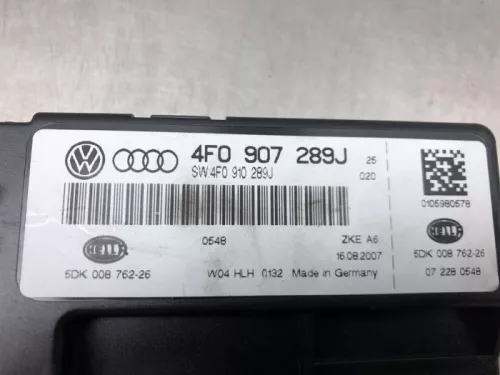 4F0 907 289J 25
SW:4F0 910 289J 020
0105980578
0548 ZKE A6
16.08.2007
HELLA
HELLA
5DK 008 762-26
W04 HLH 0132 Made in Germany
5DK 008 762-26
07 228 0548